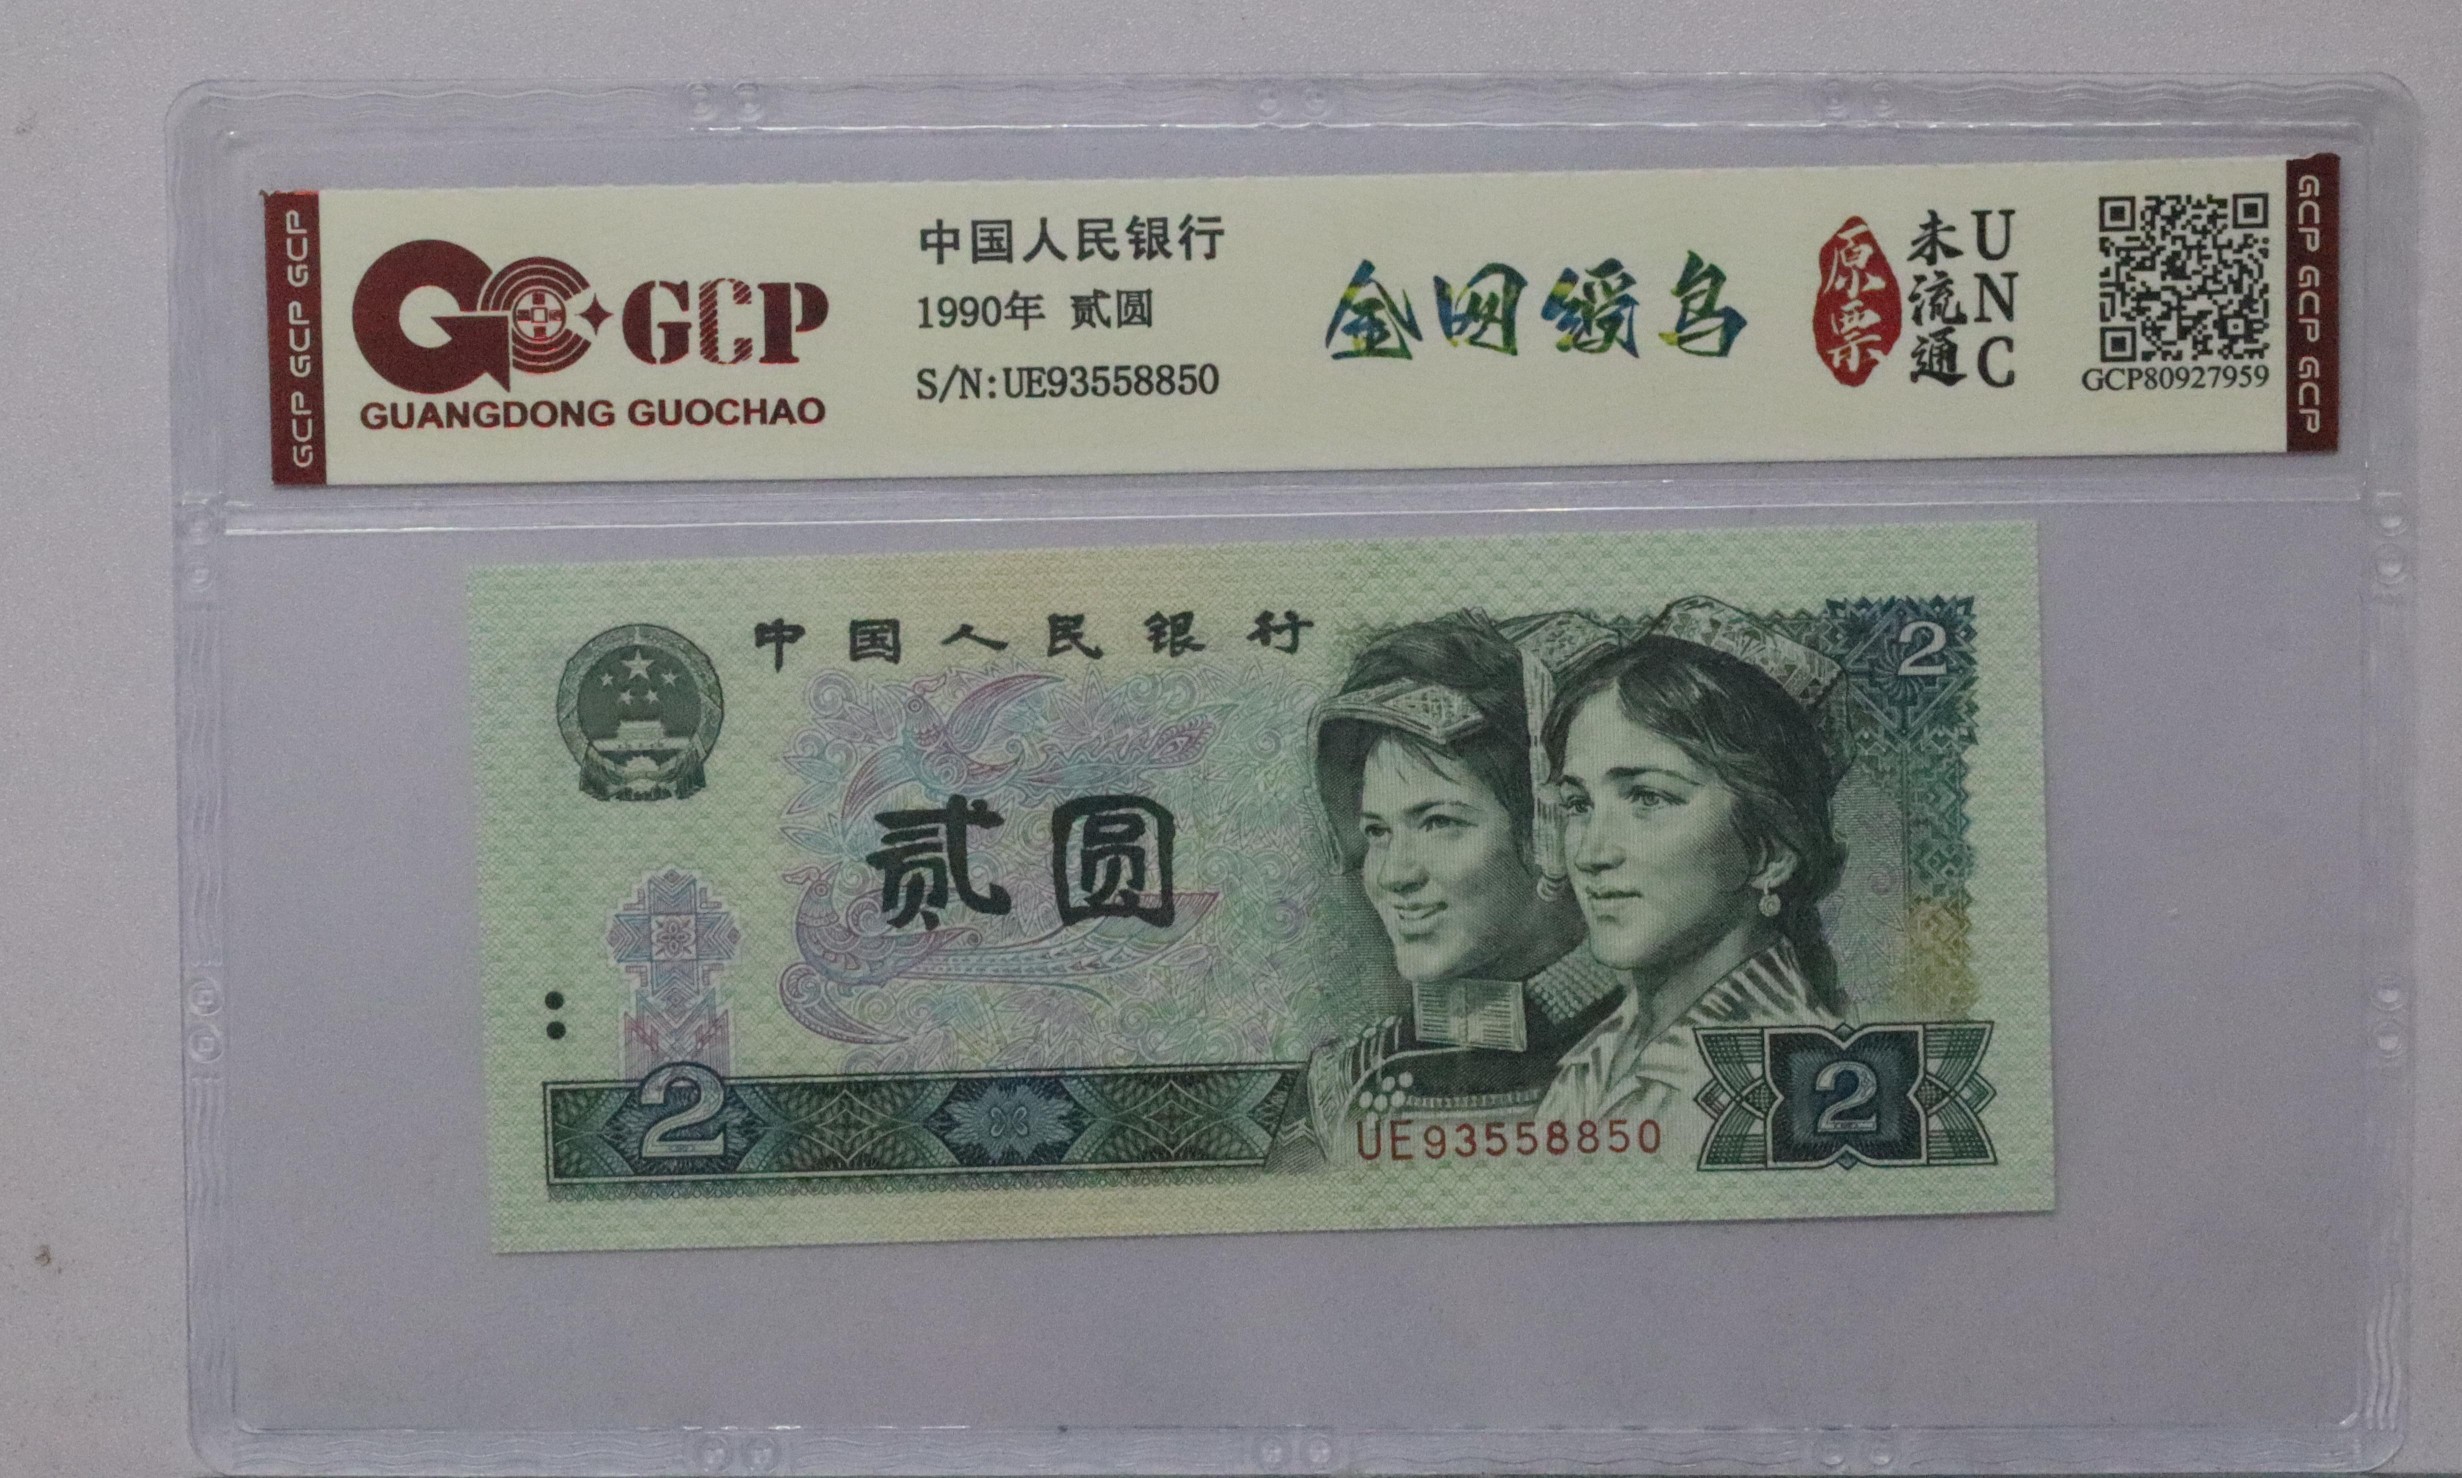 GCP GCP GCP
GCP
GUANGDONG GUOCHAO
中国人民银行
1990年 贰圆
S/N:UE93558850
金网绶鸟
原票
未流通
UNC
GCP80927959
GCP GCP GCP
中国人民银行
2
贰圆
2
UE93558850
2